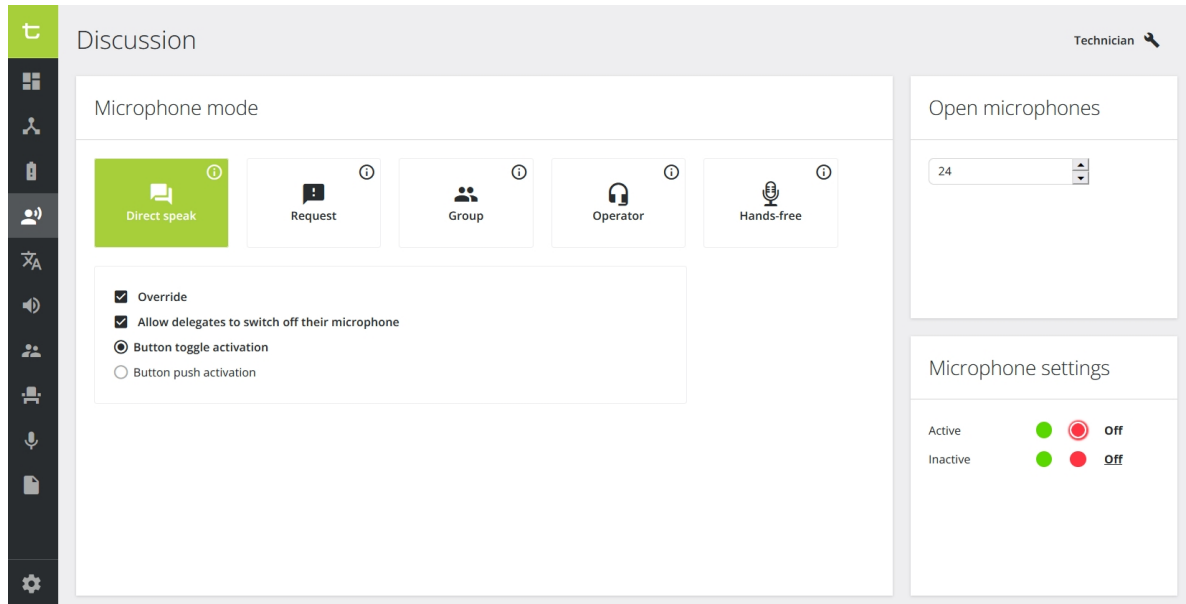 Discussion
Technician
Microphone mode
Direct speak
Request
Group
Operator
Hands-free
Override
Allow delegates to switch off their microphone
Button toggle activation
Button push activation
Open microphones
24
Microphone settings
Active Off
Inactive Off